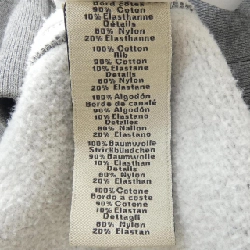 Bord côtes
90% Coton
10% Elasthanne
Détails
80% Nylon
20% Elasthanne
100% Cotton
Rib
90% Cotton
10% Elastane
Details
80% Nylon
20% Elastane
100% Algodón
Borde de canalé
90% Algodón
10% Elastano
Detalles
80% Nailon
20% Elastano
100% Baumwolle
Strickbündchen
90% Baumwolle
10% Elasthan
Details
80% Nylon
20% Elasthan
100% Cotone
Bordo a coste
90% Cotone
10% Elastan
Dettagli
80% Nylon
20% Elastan